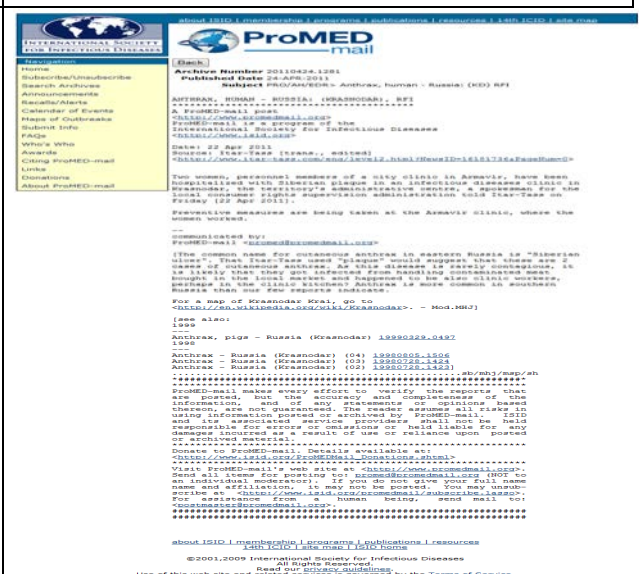 about ISID | membership | programs | publications | resources | 14th ICID | site map
INTERNATIONAL SOCIETY
FOR INFECTIOUS DISEASES
ProMED
mail
Navigation
Home
Subscribe/Unsubscribe
Search Archives
Announcements
Recalls/Alerts
Calendar of Events
Maps of Outbreaks
Submit Info
FAQs
Who's Who
Awards
Citing ProMED-mail
Links
Donations
About ProMED-mail
Back
Archive Number 20110424.1281
Published Date 24-APR-2011
Subject PRO/AH/EDR> Anthrax, human - Russia: (KD) RFI
ANTHRAX, HUMAN - RUSSIA: (KRASNODAR), RFI
A ProMED-mail post
<http://www.promedmail.org>
ProMED-mail is a program of the
International Society for Infectious Diseases
<http://www.isid.org>
Date: 22 Apr 2011
Source: Itar-Tass [trans., edited]
Two women, personnel members of a city clinic in Armavir, have been
hospitalized with Siberian plague in an infectious diseases clinic in
Krasnodar, the territory's administrative centre, a spokesman for the
local consumer rights supervision administration told Itar-Tass on
Friday [22 Apr 2011].
Preventive measures are being taken at the Armavir clinic, where the
women worked.
--
communicated by:
ProMED-mail <promed@promedmail.org>
[The common name for cutaneous anthrax in eastern Russia is "Siberian
ulcer". That Itar-Tass used "plague" would suggest that these are 2
cases of cutaneous anthrax. As this disease is rarely contagious, it
is likely that they got infected from handling contaminated meat
bought in the local market and happened to be also clinic workers,
perhaps in the clinic kitchen? Anthrax is more common in southern
Russia than our few reports indicate.
For a map of Krasnodar Krai, go to
<http://en.wikipedia.org/wiki/Krasnodar>. - Mod.MHJ]
[see also:
1999
---
Anthrax, pigs - Russia (Krasnodar) 19990329.0497
1998
---
Anthrax - Russia (Krasnodar) (04) 19980805.1506
Anthrax - Russia (Krasnodar) (03) 19980728.1424
Anthrax - Russia (Krasnodar) (02) 19980728.1423]
sb/mhj/msp/sh
ProMED-mail makes every effort to verify the reports that
are posted, but the accuracy and completeness of the
information, and of any statements or opinions based
thereon, are not guaranteed. The reader assumes all risks in
using information posted or archived by ProMED-mail. ISID
and its associated service providers shall not be held
responsible for errors or omissions or held liable for any
damages incurred as a result of use or reliance upon posted
or archived material.
Donate to ProMED-mail. Details available at:
<http://www.isid.org/ProMEDMail_Donations.shtml>
Visit ProMED-mail's web site at <http://www.promedmail.org>.
Send all items for posting to: promed@promedmail.org (NOT to
an individual moderator). If you do not give your full name
name and affiliation, it may not be posted. You may unsub-
scribe at <http://www.isid.org/promedmail/subscribe.lasso>.
For assistance from a human being, send mail to:
<postmaster@promedmail.org>.
about ISID | membership | programs | publications | resources
14th ICID | site map | ISID home
©2001,2009 International Society for Infectious Diseases
All Rights Reserved.
Read our privacy guidelines.
Use of this web site and related services is governed by the Terms of Service